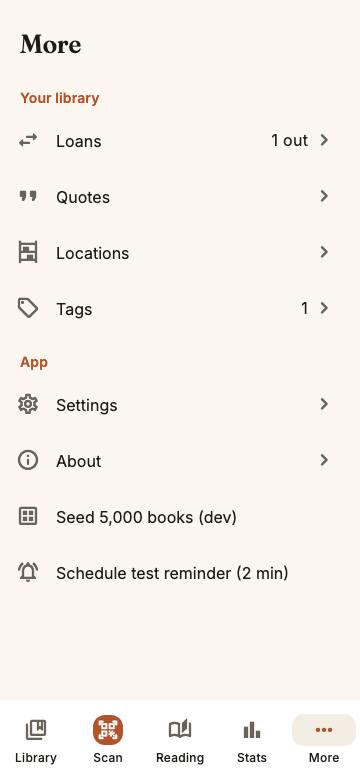 More
Your library
Loans 1 out
Quotes
Locations
Tags 1
App
Settings
About
Seed 5,000 books (dev)
Schedule test reminder (2 min)
Library Scan Reading Stats More